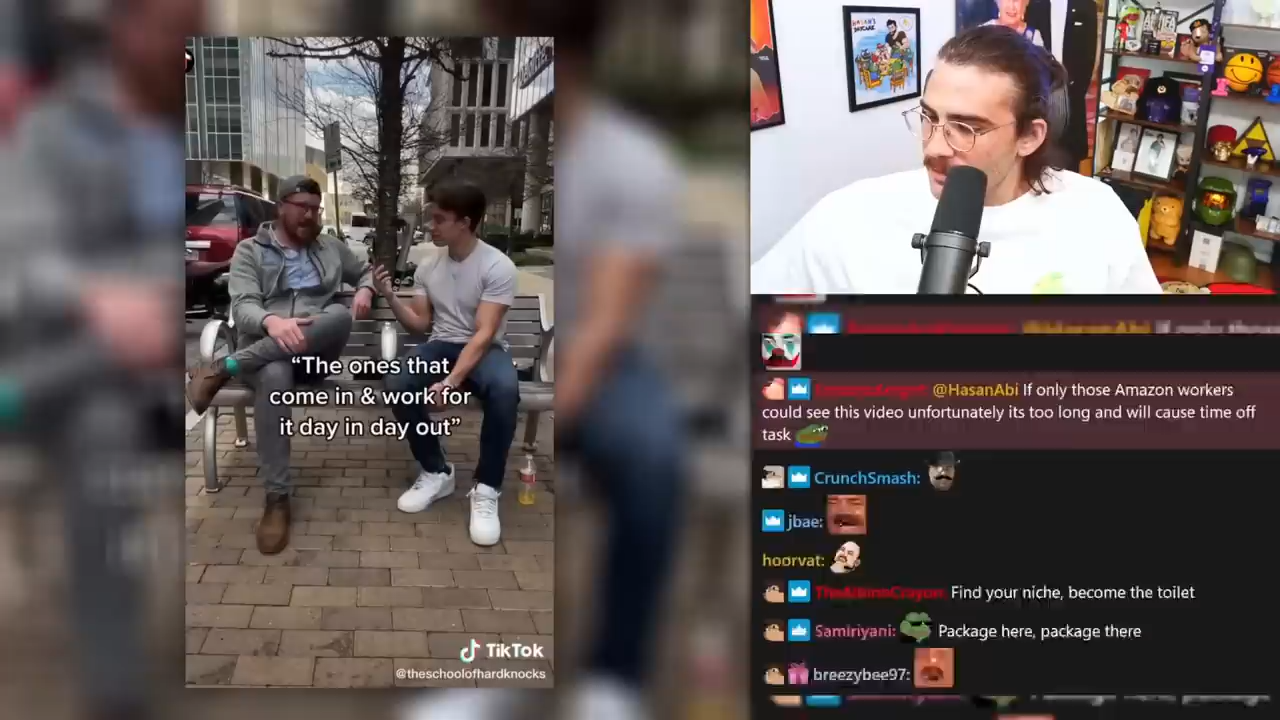 “The ones that
come in & work for
it day in day out”
TikTok
@theschoolofhardknocks
@HasanAbi If only those Amazon workers
could see this video unfortunately its too long and will cause time off
task
CrunchSmash:
jbae:
hoorvat:
Find your niche, become the toilet
Samiriyani: Package here, package there
breezybee97: